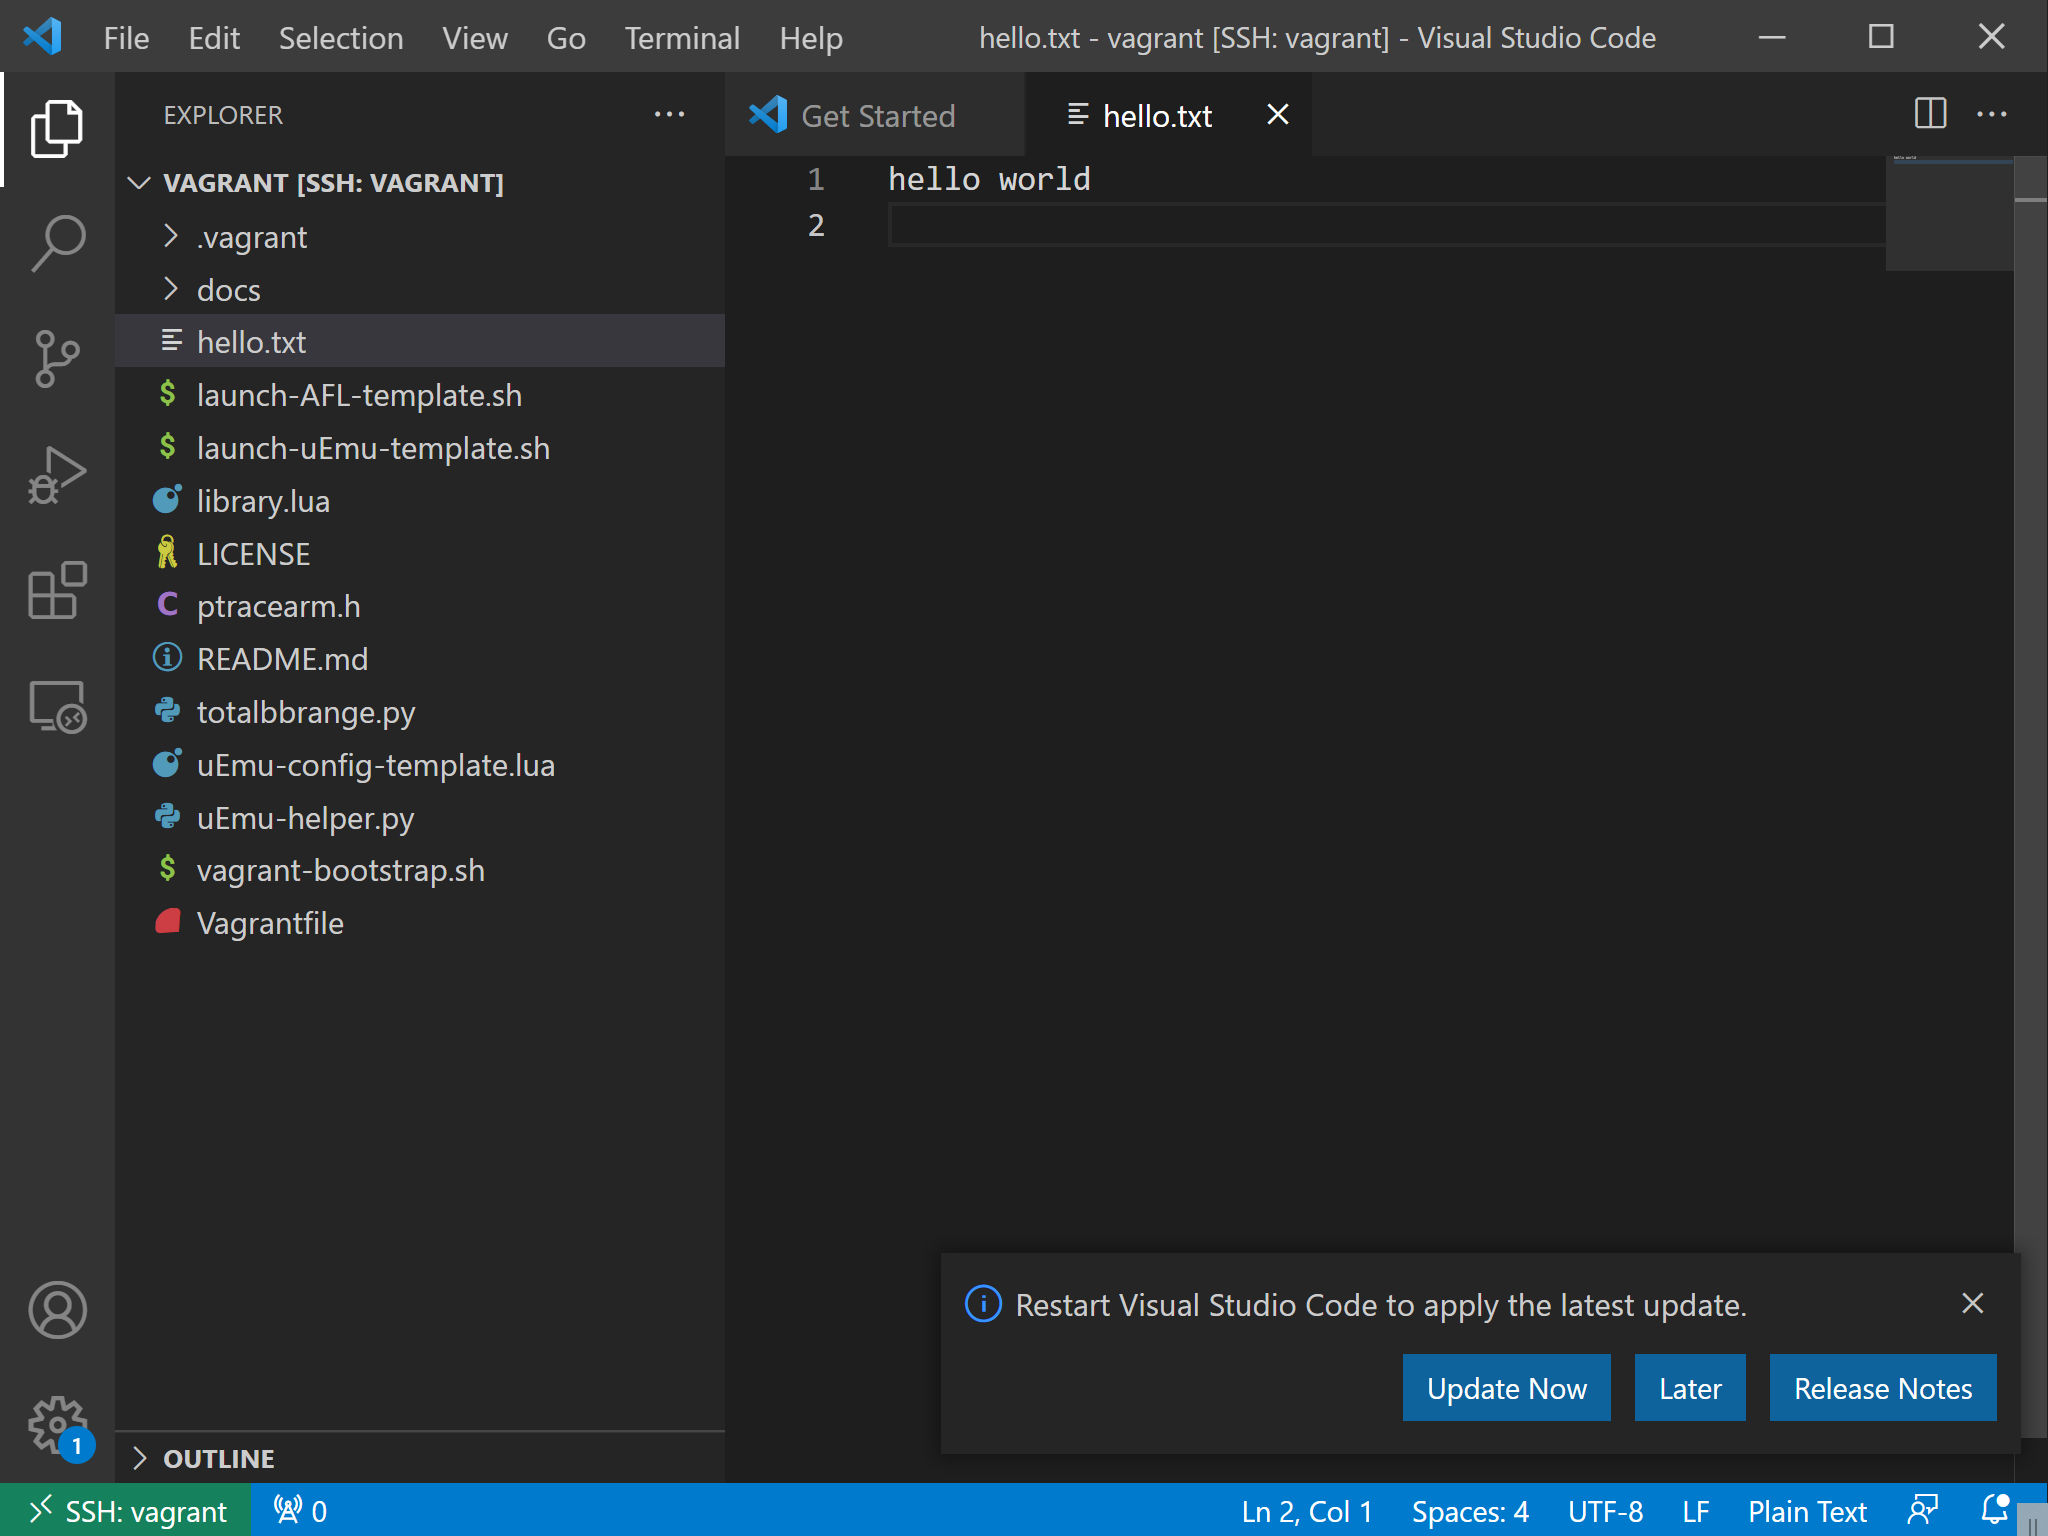 File Edit Selection View Go Terminal Help hello.txt - vagrant [SSH: vagrant] - Visual Studio Code
EXPLORER
VAGRANT [SSH: VAGRANT]
.vagrant
docs
hello.txt
launch-AFL-template.sh
launch-uEmu-template.sh
library.lua
LICENSE
ptracearm.h
README.md
totalbbrange.py
uEmu-config-template.lua
uEmu-helper.py
vagrant-bootstrap.sh
Vagrantfile
OUTLINE
Get Started hello.txt
1 hello world
2
Restart Visual Studio Code to apply the latest update.
Update Now Later Release Notes
1
SSH: vagrant 0 Ln 2, Col 1 Spaces: 4 UTF-8 LF Plain Text